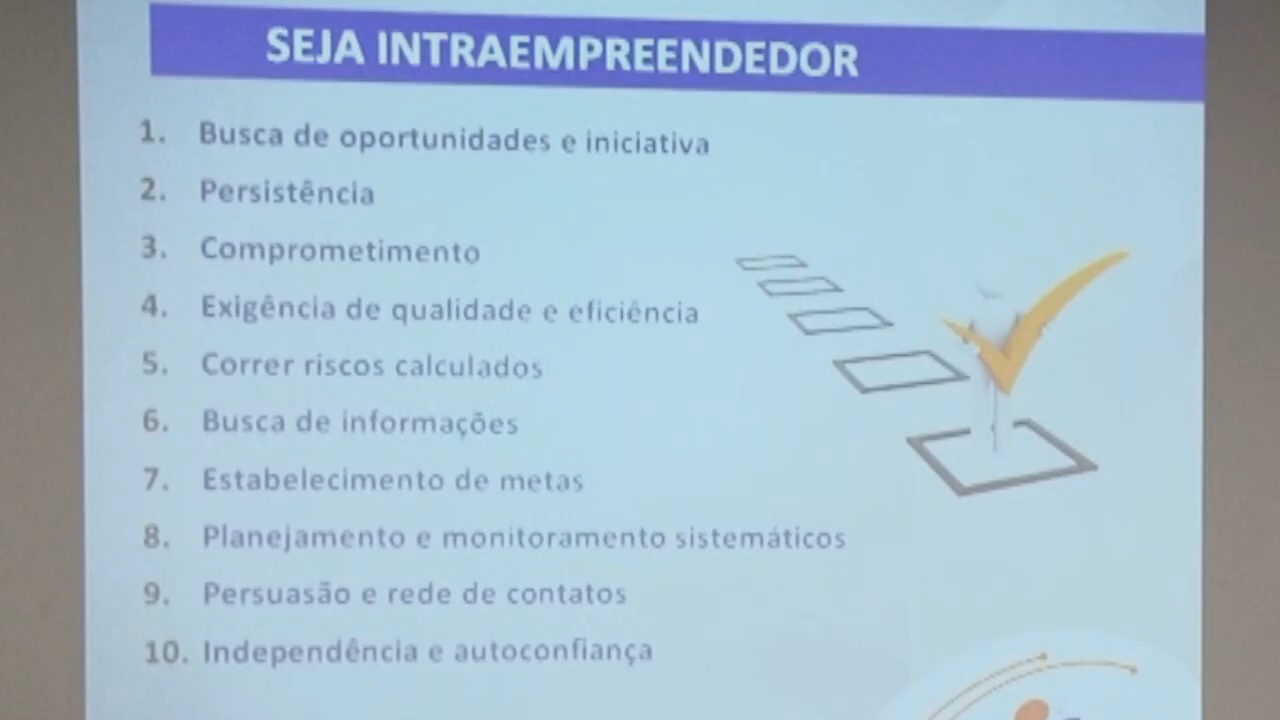 SEJA INTRAEMPREENDEDOR
1. Busca de oportunidades e iniciativa
2. Persistência
3. Comprometimento
4. Exigência de qualidade e eficiência
5. Correr riscos calculados
6. Busca de informações
7. Estabelecimento de metas
8. Planejamento e monitoramento sistemáticos
9. Persuasão e rede de contatos
10. Independência e autoconfiança